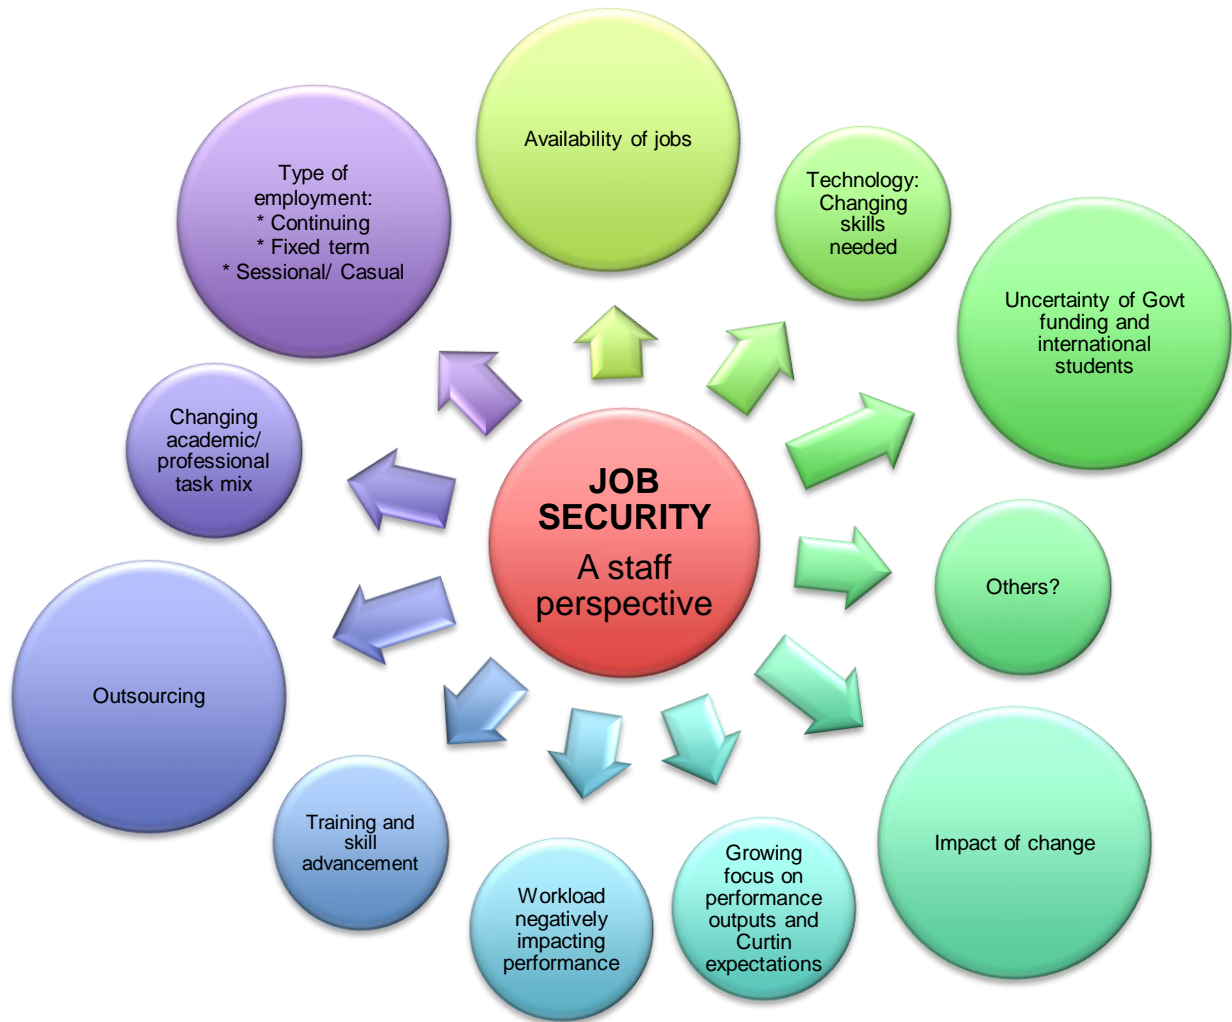 Availability of jobs
Technology:
Changing
skills
needed
Uncertainty of Govt
funding and
international
students
Others?
Impact of change
Growing
focus on
performance
outputs and
Curtin
expectations
Workload
negatively
impacting
performance
Training and
skill
advancement
Outsourcing
Changing
academic/
professional
task mix
Type of
employment:
* Continuing
* Fixed term
* Sessional/ Casual
JOB
SECURITY
A staff
perspective